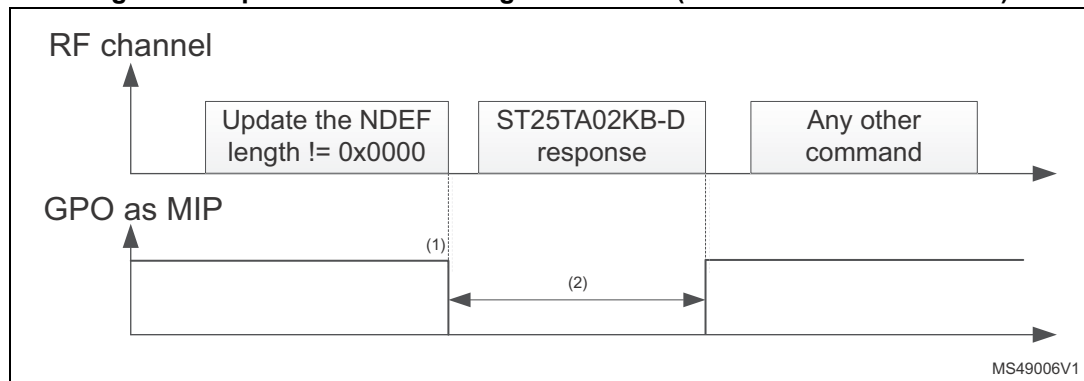 RF channel
Update the NDEF
length != 0x0000
ST25TA02KB-D
response
Any other
command
GPO as MIP
(1)
(2)
MS49006V1